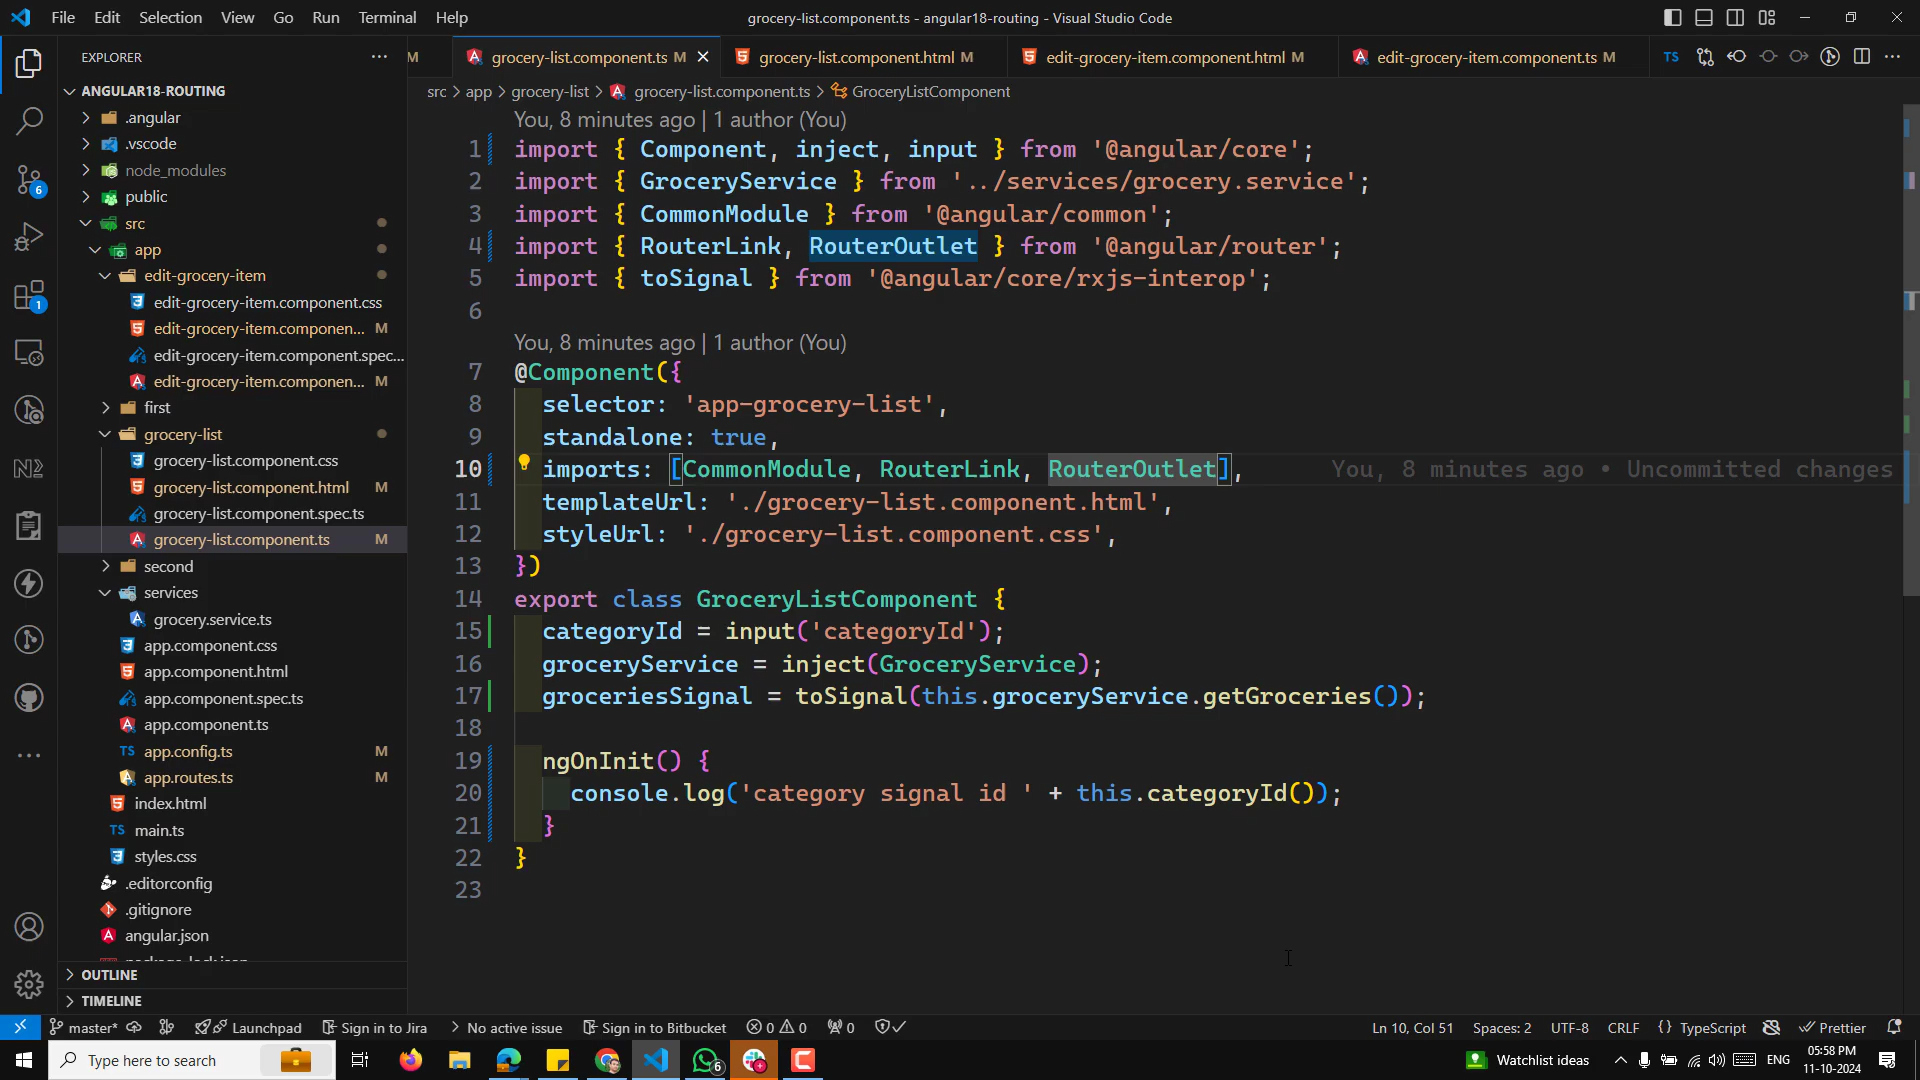 File Edit Selection View Go Run Terminal Help
grocery-list.component.ts - angular18-routing - Visual Studio Code
EXPLORER
M
grocery-list.component.ts M
grocery-list.component.html M
edit-grocery-item.component.html M
edit-grocery-item.component.ts M
TS
src > app > grocery-list > grocery-list.component.ts > GroceryListComponent
ANGULAR18-ROUTING
.angular
.vscode
node_modules
public
src
app
edit-grocery-item
edit-grocery-item.component.css
edit-grocery-item.componen... M
edit-grocery-item.component.spec...
edit-grocery-item.componen... M
first
grocery-list
grocery-list.component.css
grocery-list.component.html M
grocery-list.component.spec.ts
grocery-list.component.ts M
second
services
grocery.service.ts
app.component.css
app.component.html
app.component.spec.ts
app.component.ts
TS app.config.ts M
app.routes.ts M
index.html
TS main.ts
styles.css
.editorconfig
.gitignore
angular.json
OUTLINE
TIMELINE
6
1
You, 8 minutes ago | 1 author (You)
1 import { Component, inject, input } from '@angular/core';
2 import { GroceryService } from '../services/grocery.service';
3 import { CommonModule } from '@angular/common';
4 import { RouterLink, RouterOutlet } from '@angular/router';
5 import { toSignal } from '@angular/core/rxjs-interop';
6
You, 8 minutes ago | 1 author (You)
7 @Component({
8 selector: 'app-grocery-list',
9 standalone: true,
10 imports: [CommonModule, RouterLink, RouterOutlet], You, 8 minutes ago • Uncommitted changes
11 templateUrl: './grocery-list.component.html',
12 styleUrl: './grocery-list.component.css',
13 })
14 export class GroceryListComponent {
15 categoryId = input('categoryId');
16 groceryService = inject(GroceryService);
17 groceriesSignal = toSignal(this.groceryService.getGroceries());
18
19 ngOnInit() {
20 console.log('category signal id ' + this.categoryId());
21 }
22 }
23
master* Launchpad Sign in to Jira > No active issue Sign in to Bitbucket 0 0 0
Ln 10, Col 51 Spaces: 2 UTF-8 CRLF {} TypeScript Prettier
Type here to search
6
Watchlist ideas
ENG
05:58 PM
11-10-2024